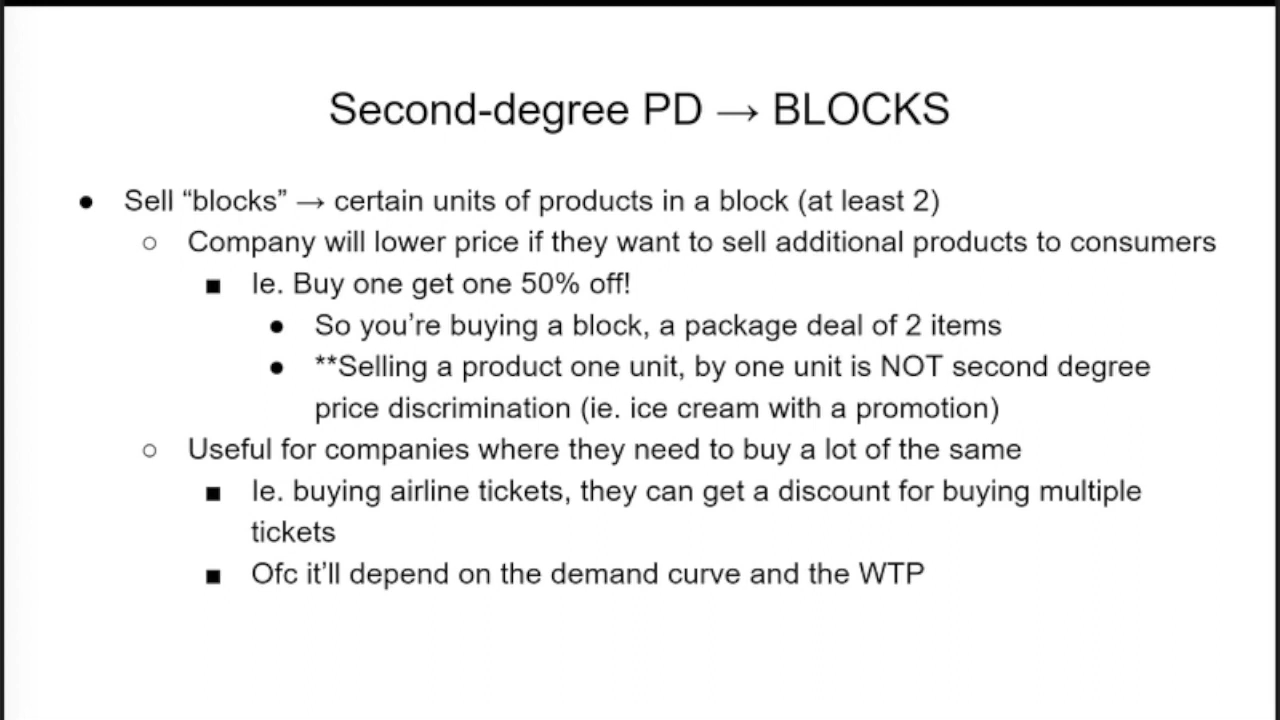 Second-degree PD → BLOCKS
● Sell “blocks” → certain units of products in a block (at least 2)
○ Company will lower price if they want to sell additional products to consumers
■ Ie. Buy one get one 50% off!
● So you’re buying a block, a package deal of 2 items
● **Selling a product one unit, by one unit is NOT second degree
price discrimination (ie. ice cream with a promotion)
○ Useful for companies where they need to buy a lot of the same
■ Ie. buying airline tickets, they can get a discount for buying multiple
tickets
■ Ofc it’ll depend on the demand curve and the WTP